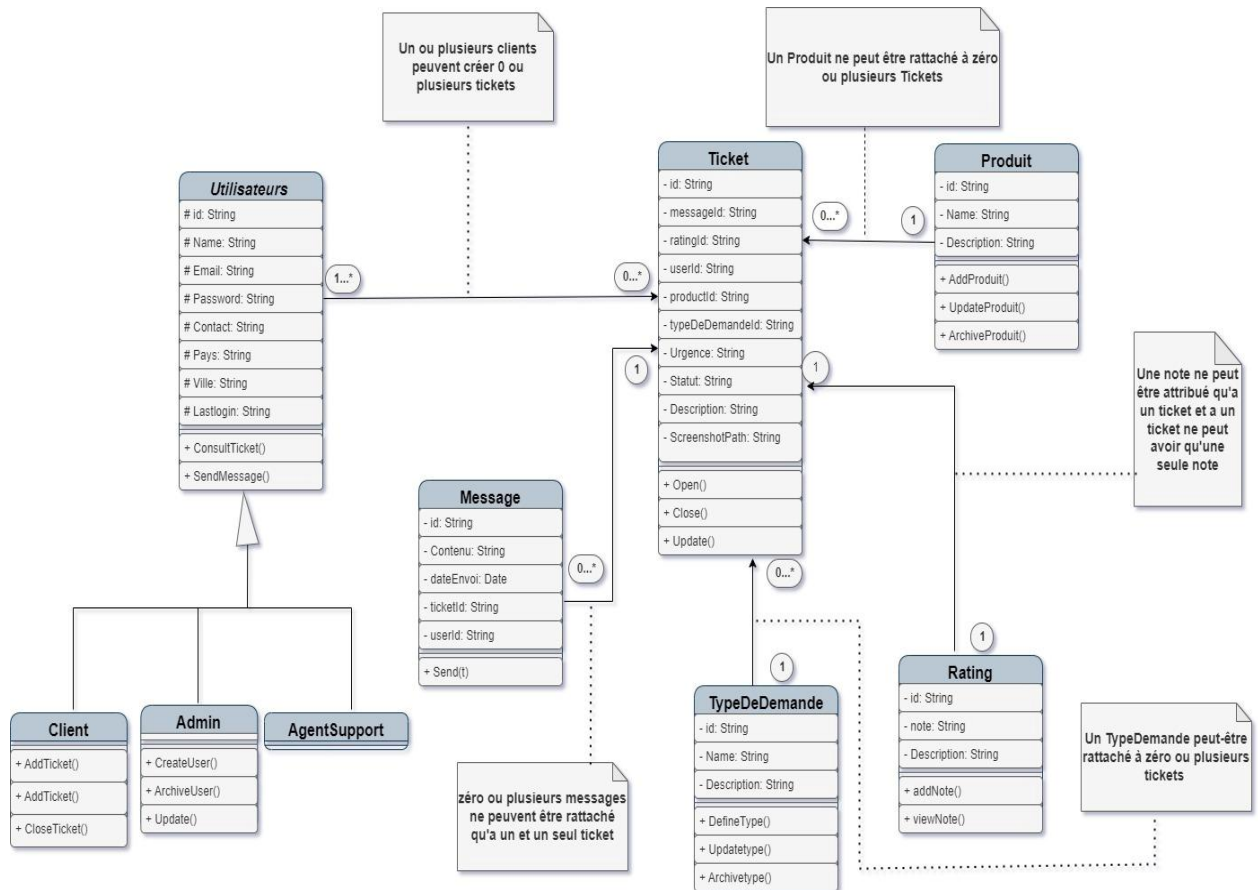 Un ou plusieurs clients
peuvent créer 0 ou
plusieurs tickets
Un Produit ne peut être rattaché à zéro
ou plusieurs Tickets
Utilisateurs
# id: String
# Name: String
# Email: String
# Password: String
# Contact: String
# Pays: String
# Ville: String
# Lastlogin: String
+ ConsultTicket()
+ SendMessage()
1...*
0...*
Ticket
- id: String
- messageId: String
- ratingId: String
- userId: String
- productId: String
- typeDeDemandeId: String
- Urgence: String
- Statut: String
- Description: String
- ScreenshotPath: String
+ Open()
+ Close()
+ Update()
0...*
1
Produit
- id: String
- Name: String
- Description: String
+ AddProduit()
+ UpdateProduit()
+ ArchiveProduit()
1
1
Une note ne peut
être attribué qu'a
un ticket et a un
ticket ne peut
avoir qu'une
seule note
Message
- id: String
- Contenu: String
- dateEnvoi: Date
- ticketId: String
- userId: String
+ Send(t)
0...*
0...*
1
1
Client
+ AddTicket()
+ AddTicket()
+ CloseTicket()
Admin
+ CreateUser()
+ ArchiveUser()
+ Update()
AgentSupport
zéro ou plusieurs messages
ne peuvent être rattaché
qu'a un et un seul ticket
TypeDeDemande
- id: String
- Name: String
- Description: String
+ DefineType()
+ Updatetype()
+ Archivetype()
Rating
- id: String
- note: String
- Description: String
+ addNote()
+ viewNote()
Un TypeDemande peut-être
rattaché à zéro ou plusieurs
tickets